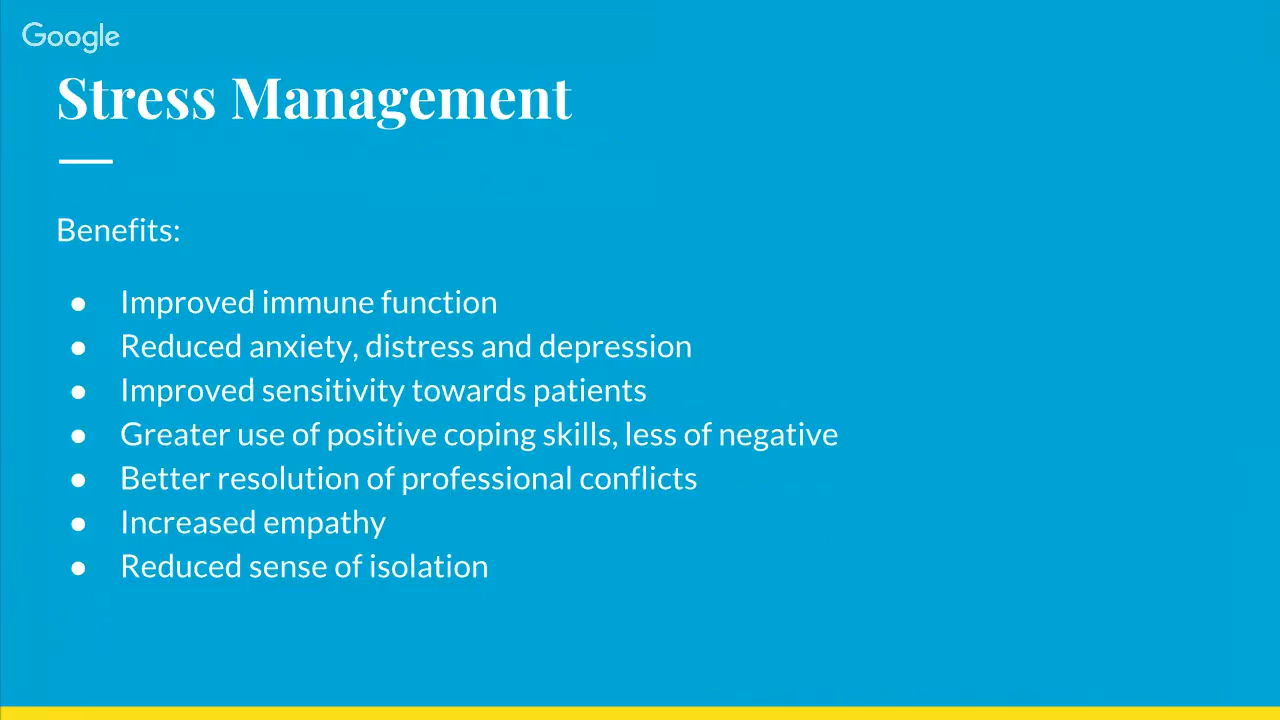 Google
Stress Management
Benefits:
● Improved immune function
● Reduced anxiety, distress and depression
● Improved sensitivity towards patients
● Greater use of positive coping skills, less of negative
● Better resolution of professional conflicts
● Increased empathy
● Reduced sense of isolation